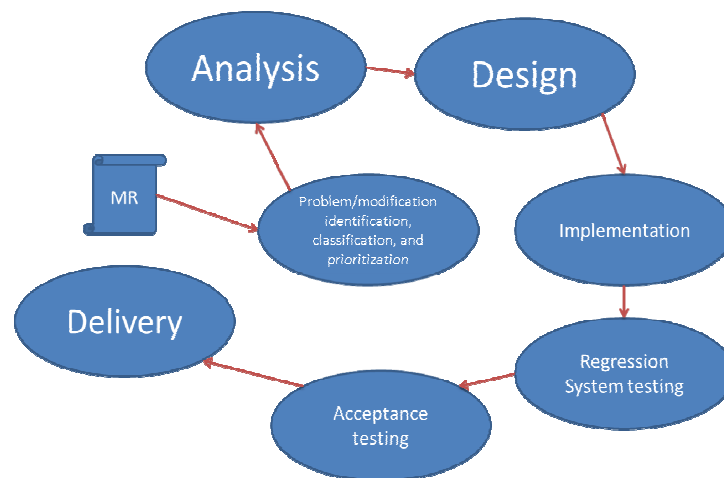 Analysis
Design
MR
Problem/modification
identification,
classification, and
prioritization
Implementation
Delivery
Regression
System testing
Acceptance
testing